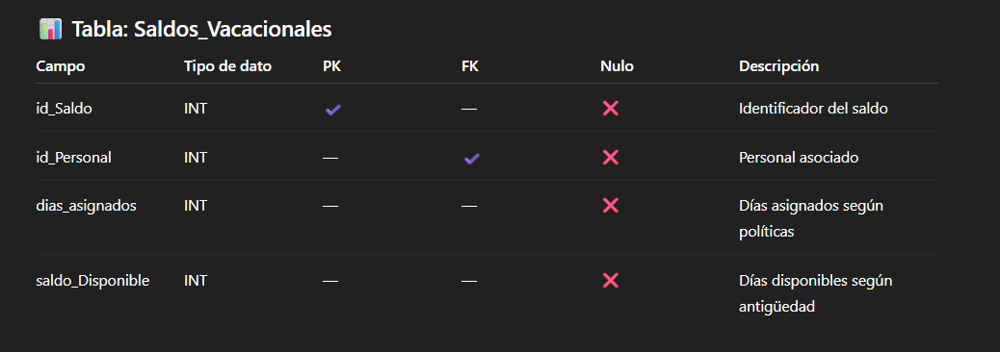 📊 Tabla: Saldos_Vacacionales
Campo Tipo de dato PK FK Nulo Descripción
id_Saldo INT ✔ — ❌ Identificador del saldo
id_Personal INT — ✔ ❌ Personal asociado
dias_asignados INT — — ❌ Días asignados según
políticas
saldo_Disponible INT — — ❌ Días disponibles según
antigüedad